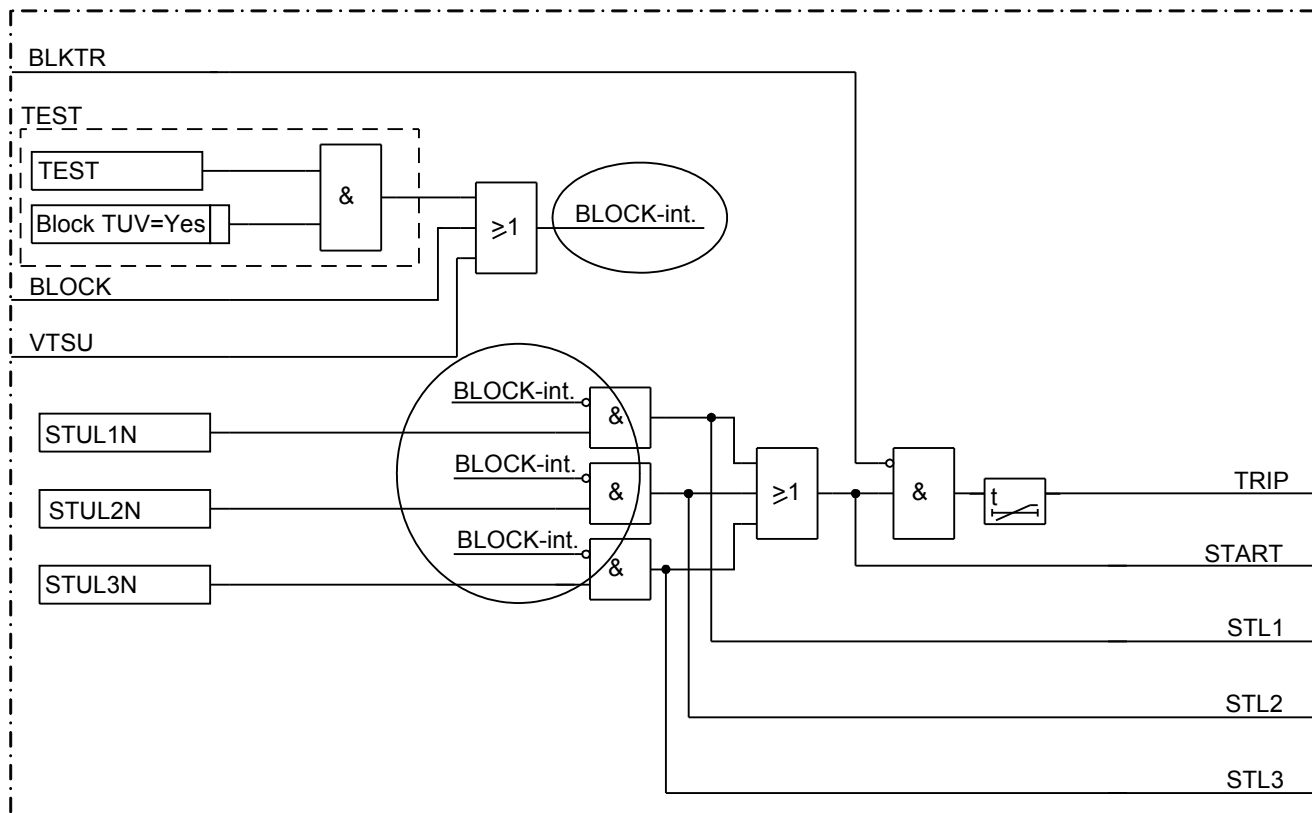 BLKTR
TEST
TEST
&
Block TUV=Yes
≥1
BLOCK-int.
BLOCK
VTSU
BLOCK-int.
&
STUL1N
BLOCK-int.
&
STUL2N
≥1
&
t
TRIP
BLOCK-int.
&
STUL3N
START
STL1
STL2
STL3